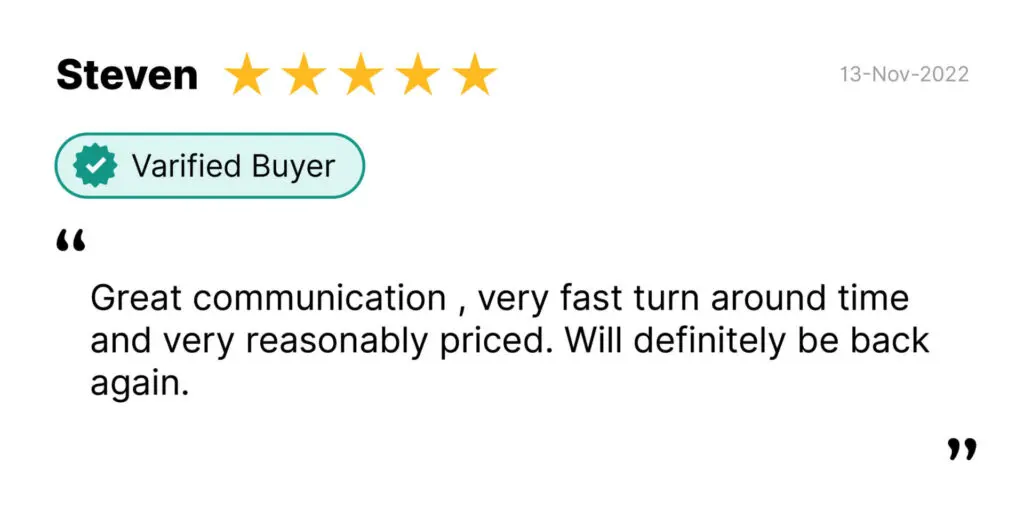 Steven
13-Nov-2022
Varified Buyer
“
Great communication , very fast turn around time
and very reasonably priced. Will definitely be back
again.
”